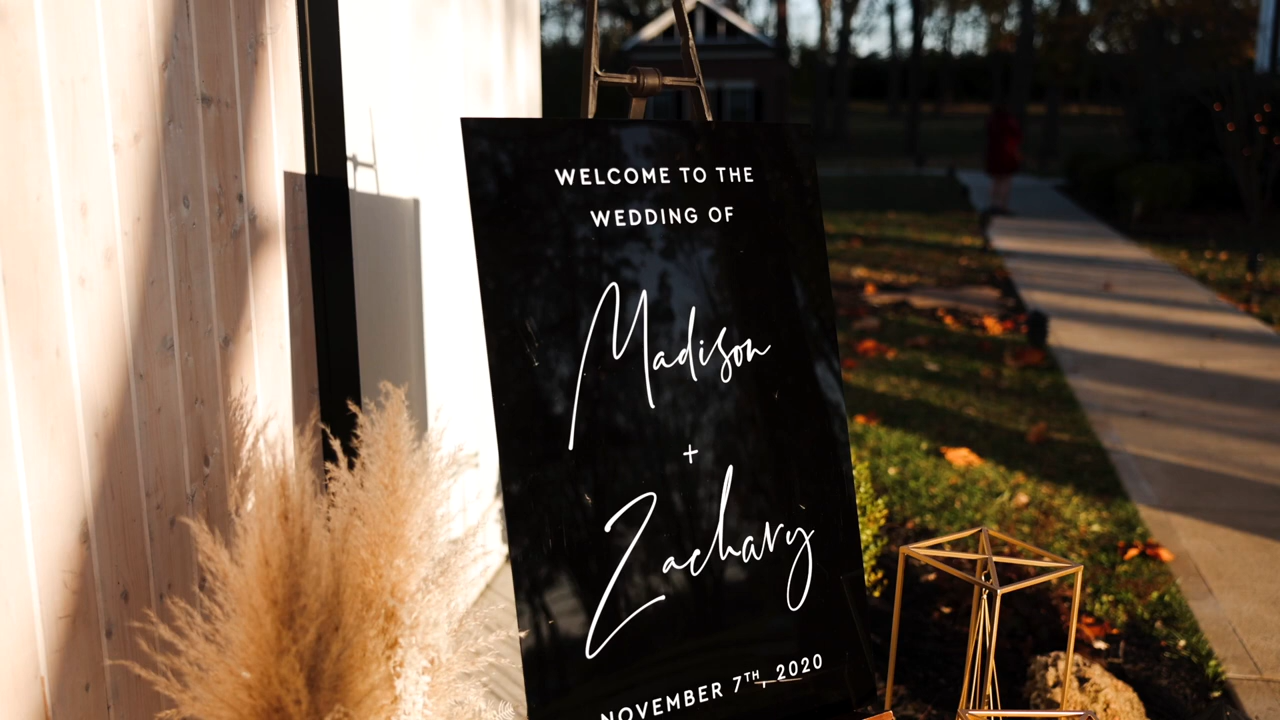 WELCOME TO THE
WEDDING OF
Madison
+
Zachary
NOVEMBER 7TH, 2020